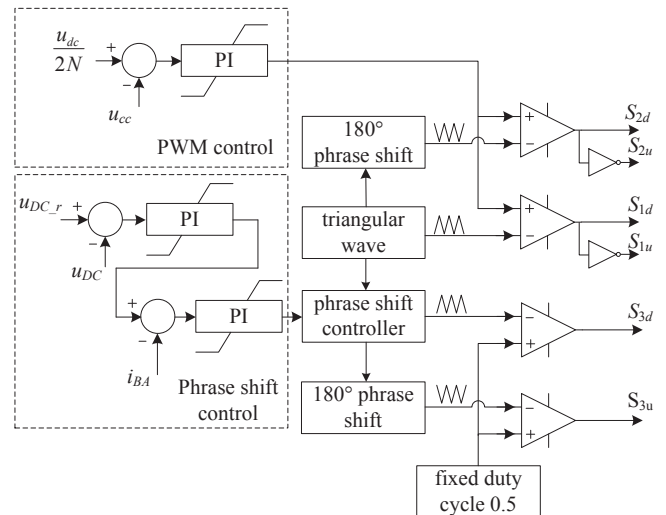 u_dc
2N
+
−
u_cc
PI
PWM control
u_DC_r
+
−
u_DC
PI
+
−
i_BA
PI
Phrase shift
control
180°
phrase shift
triangular
wave
phrase shift
controller
180° phrase
shift
fixed duty
cycle 0.5
+
−
S_2d
S_2u
+
−
S_1d
S_1u
−
+
S_3d
−
+
S_3u